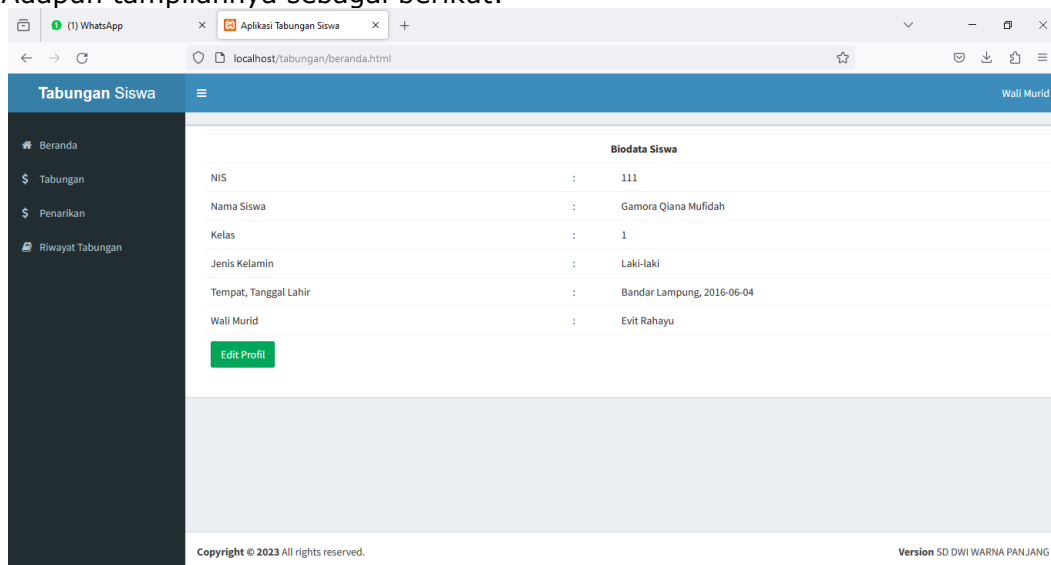 Adapun tampilannya sebagai berikut:
(1) WhatsApp
Aplikasi Tabungan Siswa
localhost/tabungan/beranda.html
Tabungan Siswa
Wali Murid
Beranda
Tabungan
Penarikan
Riwayat Tabungan
Biodata Siswa
NIS : 111
Nama Siswa : Gamora Qiana Mufidah
Kelas : 1
Jenis Kelamin : Laki-laki
Tempat, Tanggal Lahir : Bandar Lampung, 2016-06-04
Wali Murid : Evit Rahayu
Edit Profil
Copyright © 2023 All rights reserved.
Version SD DWI WARNA PANJANG